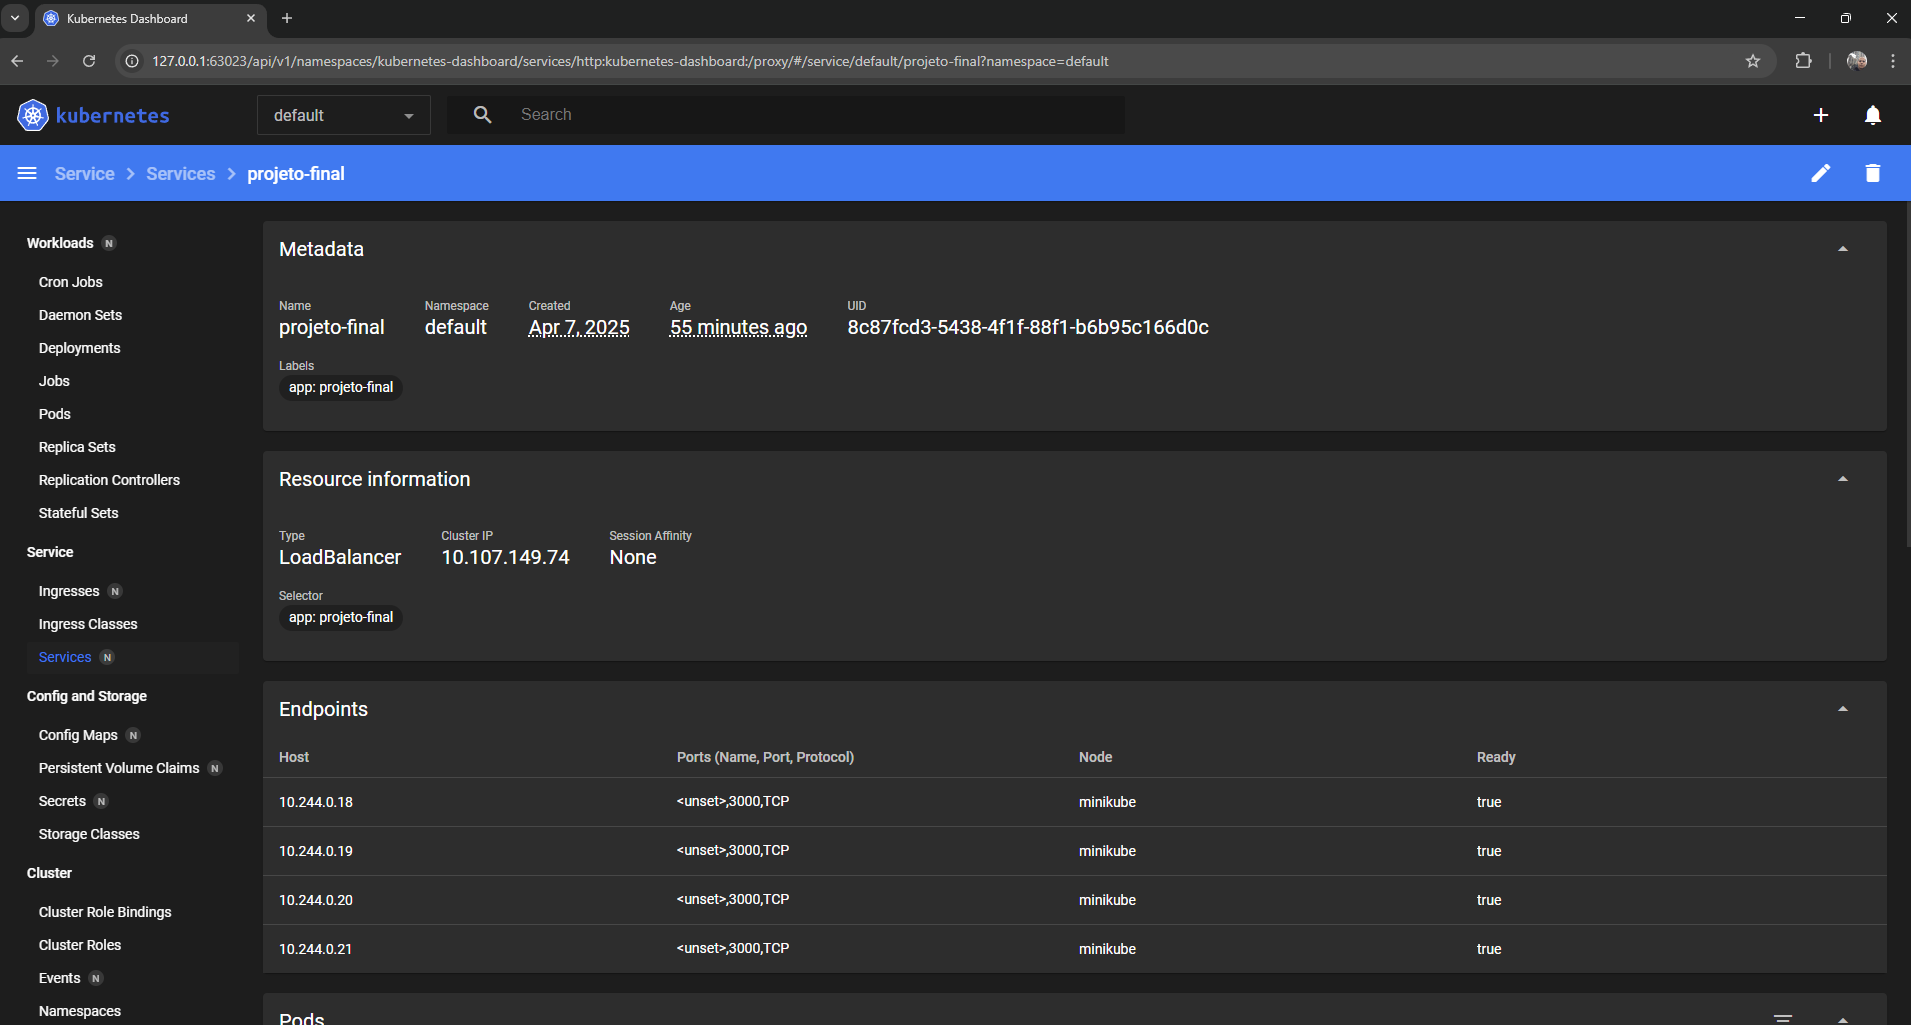 Kubernetes Dashboard
127.0.0.1:63023/api/v1/namespaces/kubernetes-dashboard/services/http:kubernetes-dashboard:/proxy/#/service/default/projeto-final?namespace=default
kubernetes default Search
Service Services projeto-final
Workloads N
Cron Jobs
Daemon Sets
Deployments
Jobs
Pods
Replica Sets
Replication Controllers
Stateful Sets
Service
Ingresses N
Ingress Classes
Services N
Config and Storage
Config Maps N
Persistent Volume Claims N
Secrets N
Storage Classes
Cluster
Cluster Role Bindings
Cluster Roles
Events N
Namespaces
Metadata
Name Namespace Created Age UID
projeto-final default Apr 7, 2025 55 minutes ago 8c87fcd3-5438-4f1f-88f1-b6b95c166d0c
Labels
app: projeto-final
Resource information
Type Cluster IP Session Affinity
LoadBalancer 10.107.149.74 None
Selector
app: projeto-final
Endpoints
Host Ports (Name, Port, Protocol) Node Ready
10.244.0.18 <unset>,3000,TCP minikube true
10.244.0.19 <unset>,3000,TCP minikube true
10.244.0.20 <unset>,3000,TCP minikube true
10.244.0.21 <unset>,3000,TCP minikube true
Pods